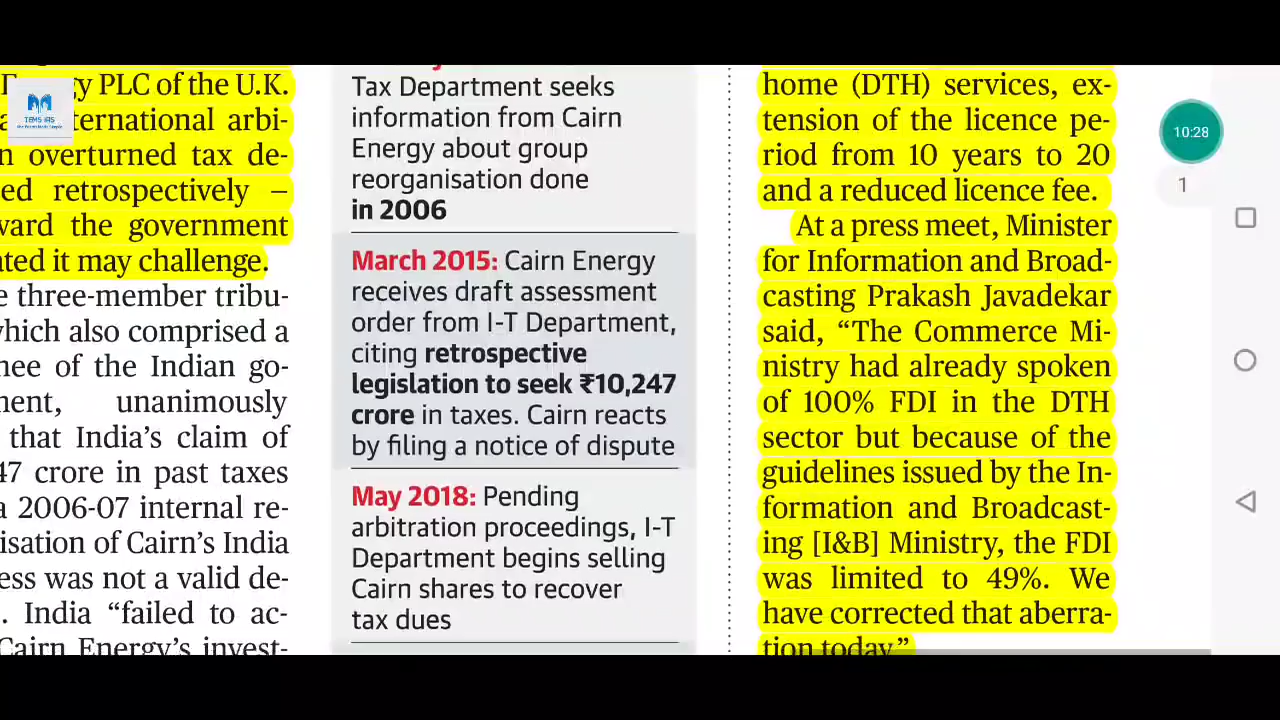 Energy PLC of the U.K.
ternational arbi-
n overturned tax de-
ed retrospectively –
ward the government
ated it may challenge.
e three-member tribu-
which also comprised a
nee of the Indian go-
ment, unanimously
that India’s claim of
47 crore in past taxes
a 2006-07 internal re-
isation of Cairn’s India
ess was not a valid de-
. India “failed to ac-
Cairn Energy’s invest-
Tax Department seeks
information from Cairn
Energy about group
reorganisation done
in 2006
March 2015: Cairn Energy
receives draft assessment
order from I-T Department,
citing retrospective
legislation to seek ₹10,247
crore in taxes. Cairn reacts
by filing a notice of dispute
May 2018: Pending
arbitration proceedings, I-T
Department begins selling
Cairn shares to recover
tax dues
home (DTH) services, ex-
tension of the licence pe-
riod from 10 years to 20
and a reduced licence fee.
At a press meet, Minister
for Information and Broad-
casting Prakash Javadekar
said, “The Commerce Mi-
nistry had already spoken
of 100% FDI in the DTH
sector but because of the
guidelines issued by the In-
formation and Broadcast-
ing [I&B] Ministry, the FDI
was limited to 49%. We
have corrected that aberra-
tion today”
10:28
1